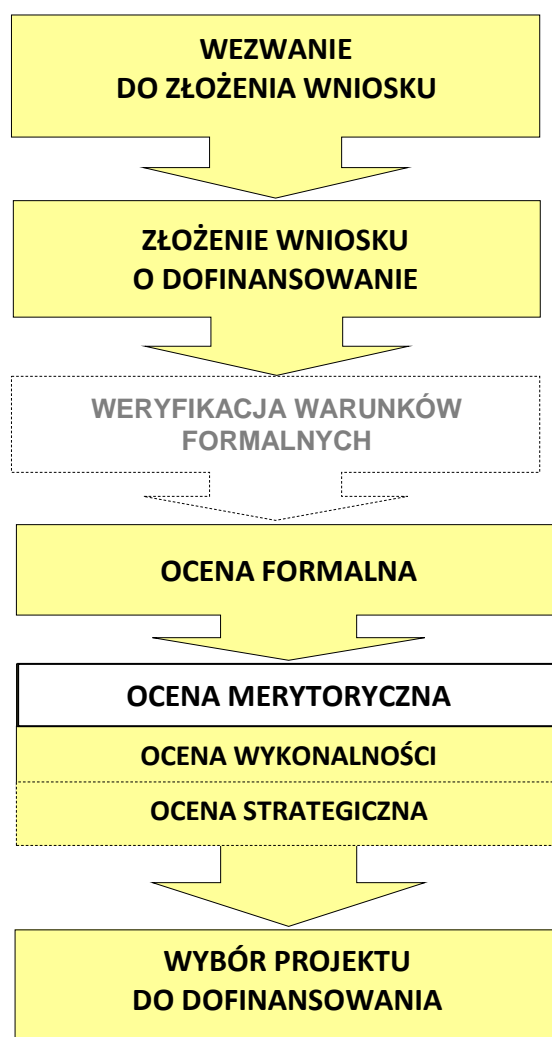 WEZWANIE
DO ZŁOŻENIA WNIOSKU
ZŁOŻENIE WNIOSKU
O DOFINANSOWANIE
WERYFIKACJA WARUNKÓW
FORMALNYCH
OCENA FORMALNA
OCENA MERYTORYCZNA
OCENA WYKONALNOŚCI
OCENA STRATEGICZNA
WYBÓR PROJEKTU
DO DOFINANSOWANIA